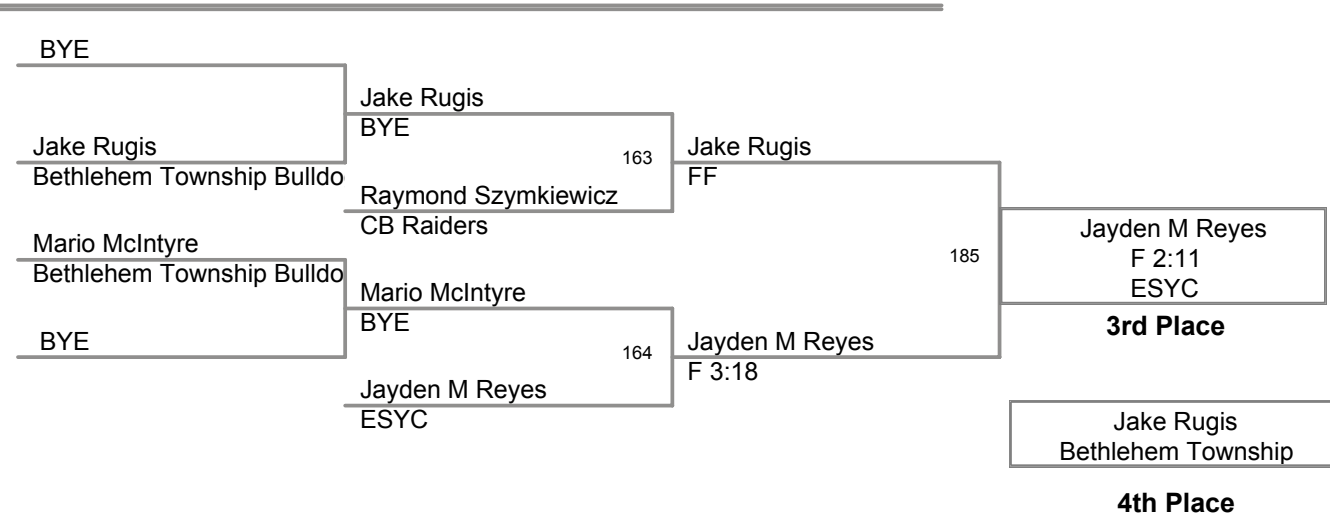 BYE
Jake Rugis
Bethlehem Township Bulldo
Mario McIntyre
Bethlehem Township Bulldo
BYE
Jake Rugis
BYE
163
Raymond Szymkiewicz
CB Raiders
Mario McIntyre
BYE
164
Jayden M Reyes
ESYC
Jake Rugis
FF
185
Jayden M Reyes
F 3:18
Jayden M Reyes
F 2:11
ESYC
3rd Place
Jake Rugis
Bethlehem Township
4th Place